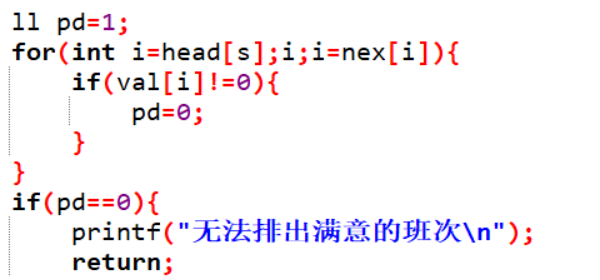 ll pd=1;
for(int i=head[s];i;i=nex[i]){
if(val[i]!=0){
pd=0;
}
}
if(pd==0){
printf("无法排出满意的班次\n");
return;